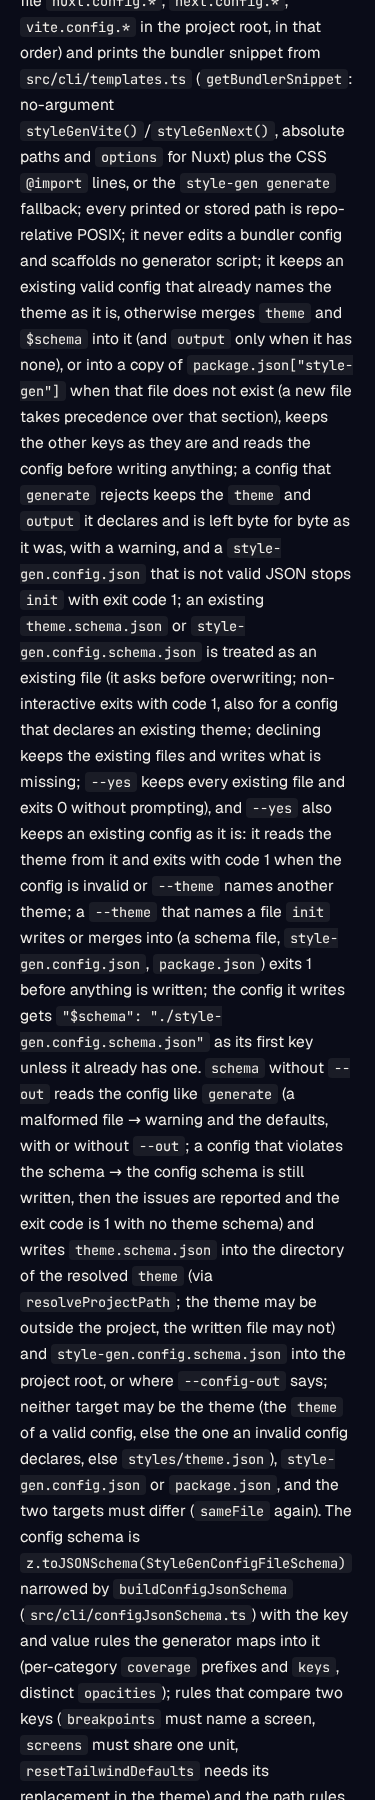 file nuxt.config.*, next.config.*,
vite.config.* in the project root, in that
order) and prints the bundler snippet from
src/cli/templates.ts (getBundlerSnippet:
no-argument
styleGenVite()/styleGenNext(), absolute
paths and options for Nuxt) plus the CSS
@import lines, or the style-gen generate
fallback; every printed or stored path is repo-
relative POSIX; it never edits a bundler config
and scaffolds no generator script; it keeps an
existing valid config that already names the
theme as it is, otherwise merges theme and
$schema into it (and output only when it has
none), or into a copy of package.json["style-
gen"] when that file does not exist (a new file
takes precedence over that section), keeps
the other keys as they are and reads the
config before writing anything; a config that
generate rejects keeps the theme and
output it declares and is left byte for byte as
it was, with a warning, and a style-
gen.config.json that is not valid JSON stops
init with exit code 1; an existing
theme.schema.json or style-
gen.config.schema.json is treated as an
existing file (it asks before overwriting; non-
interactive exits with code 1, also for a config
that declares an existing theme; declining
keeps the existing files and writes what is
missing; --yes keeps every existing file and
exits 0 without prompting), and --yes also
keeps an existing config as it is: it reads the
theme from it and exits with code 1 when the
config is invalid or --theme names another
theme; a --theme that names a file init
writes or merges into (a schema file, style-
gen.config.json, package.json) exits 1
before anything is written; the config it writes
gets "$schema": "./style-
gen.config.schema.json" as its first key
unless it already has one. schema without --
out reads the config like generate (a
malformed file → warning and the defaults,
with or without --out; a config that violates
the schema → the config schema is still
written, then the issues are reported and the
exit code is 1 with no theme schema) and
writes theme.schema.json into the directory
of the resolved theme (via
resolveProjectPath; the theme may be
outside the project, the written file may not)
and style-gen.config.schema.json into the
project root, or where --config-out says;
neither target may be the theme (the theme
of a valid config, else the one an invalid config
declares, else styles/theme.json), style-
gen.config.json or package.json, and the
two targets must differ (sameFile again). The
config schema is
z.toJSONSchema(StyleGenConfigFileSchema)
narrowed by buildConfigJsonSchema
(src/cli/configJsonSchema.ts) with the key
and value rules the generator maps into it
(per-category coverage prefixes and keys,
distinct opacities); rules that compare two
keys (breakpoints must name a screen,
screens must share one unit,
resetTailwindDefaults needs its
replacement in the theme) and the path rules